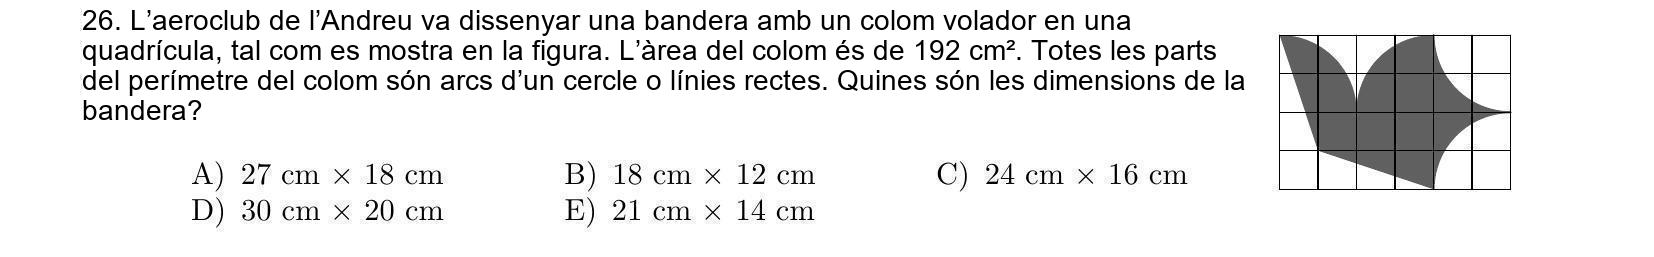 26. L’aeroclub de l’Andreu va dissenyar una bandera amb un colom volador en una
quadrícula, tal com es mostra en la figura. L’àrea del colom és de 192 cm². Totes les parts
del perímetre del colom són arcs d’un cercle o línies rectes. Quines són les dimensions de la
bandera?
A) 27 cm × 18 cm B) 18 cm × 12 cm C) 24 cm × 16 cm
D) 30 cm × 20 cm E) 21 cm × 14 cm